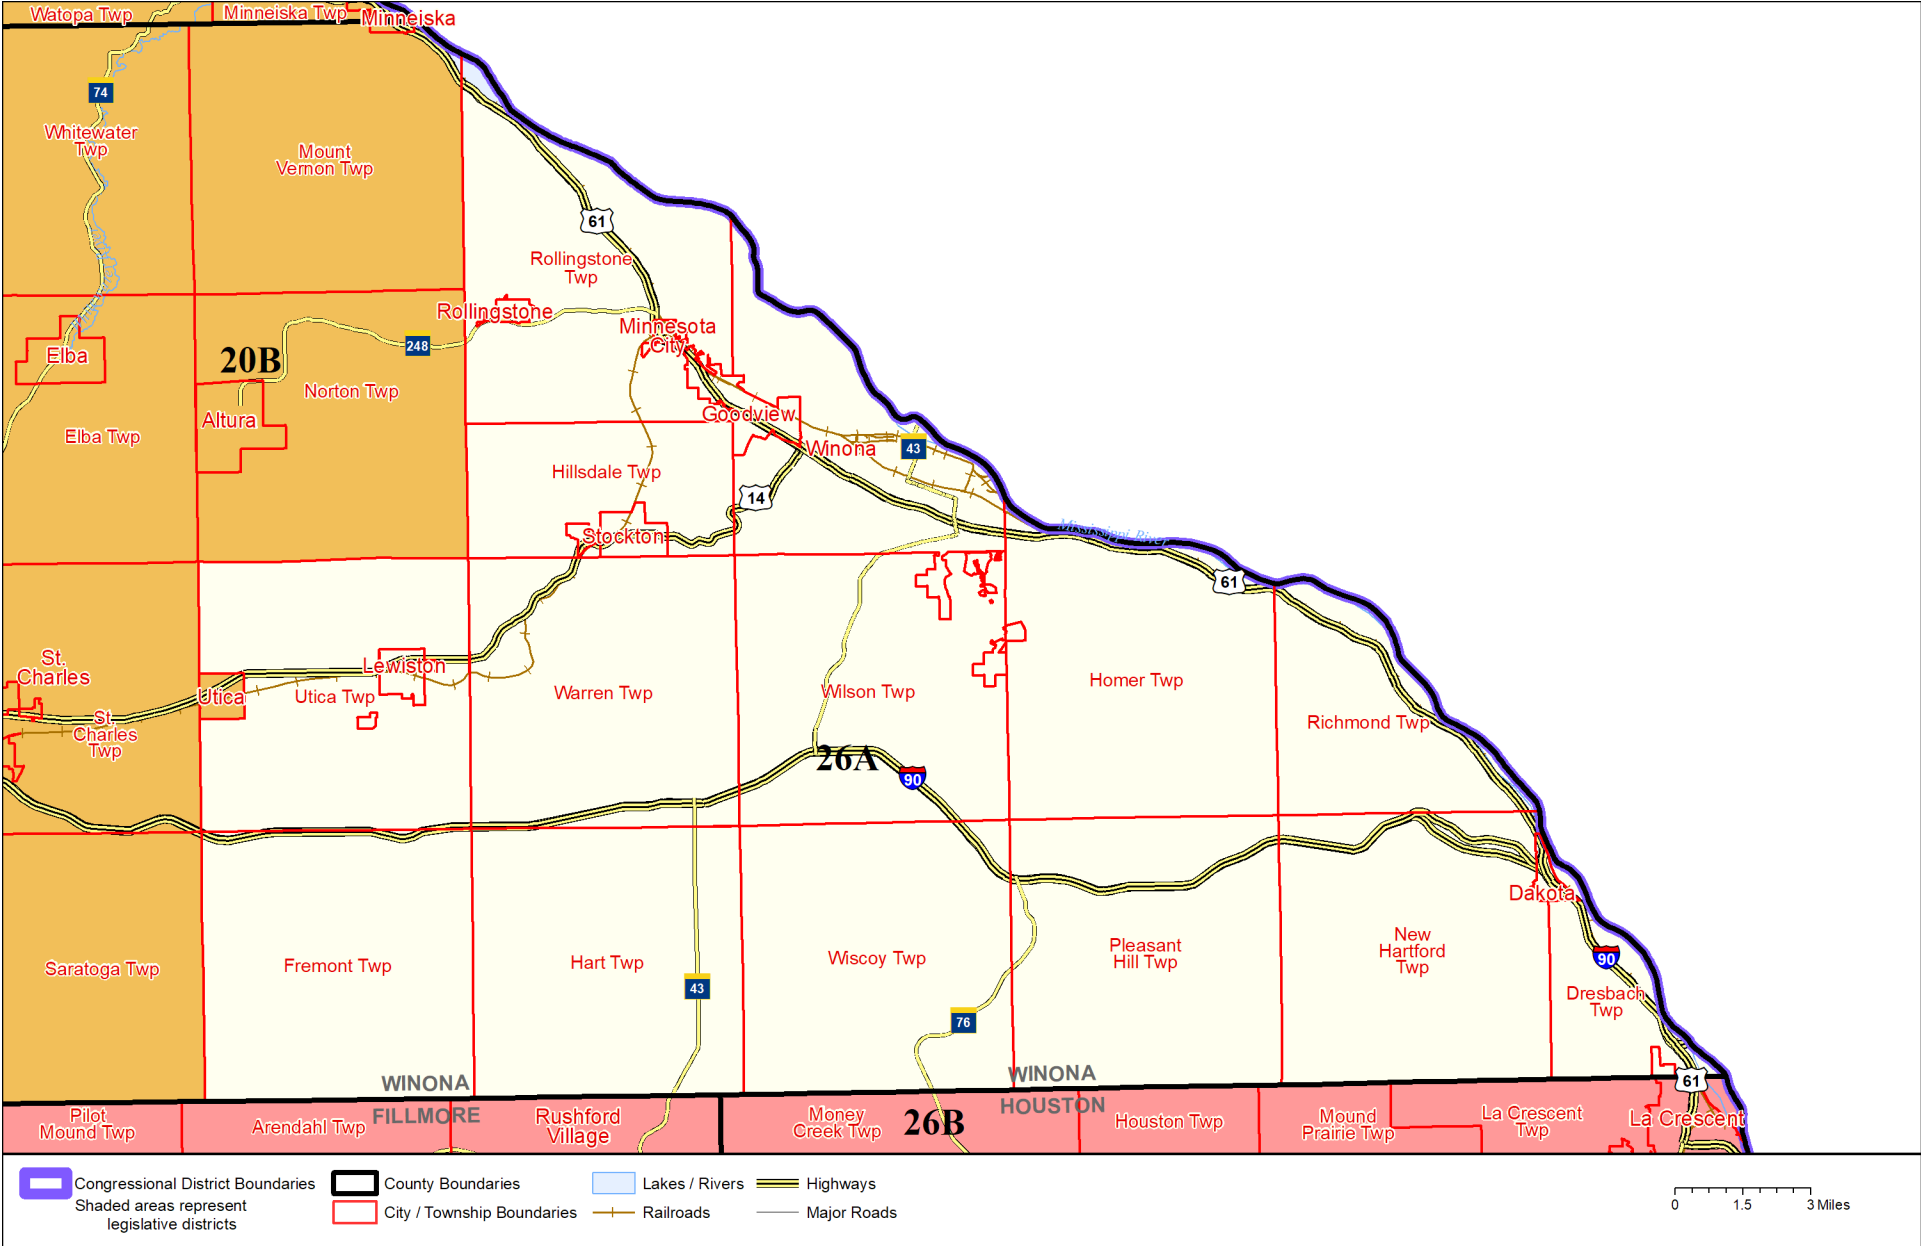 Watopa Twp
Minneiska Twp
Minneiska
74
Whitewater
Twp
Mount
Vernon Twp
61
Rollingstone
Twp
Rollingstone
Minnesota
City
248
Elba
20B
Norton Twp
Altura
Elba Twp
Goodview
Winona
43
Hillsdale Twp
14
Stockton
Mississippi River
61
St.
Charles
Lewiston
Utica
Utica Twp
Warren Twp
Wilson Twp
Homer Twp
Richmond Twp
St.
Charles
Twp
26A
90
Dakota
Saratoga Twp
Fremont Twp
Hart Twp
Wiscoy Twp
Pleasant
Hill Twp
New
Hartford
Twp
90
Dresbach
Twp
43
76
WINONA
FILLMORE
WINONA
HOUSTON
61
Pilot
Mound Twp
Arendahl Twp
Rushford
Village
Money
Creek Twp
26B
Houston Twp
Mound
Prairie Twp
La Crescent
Twp
La Crescent
Congressional District Boundaries
Shaded areas represent
legislative districts
County Boundaries
City / Township Boundaries
Lakes / Rivers
Railroads
Highways
Major Roads
0 1.5 3 Miles